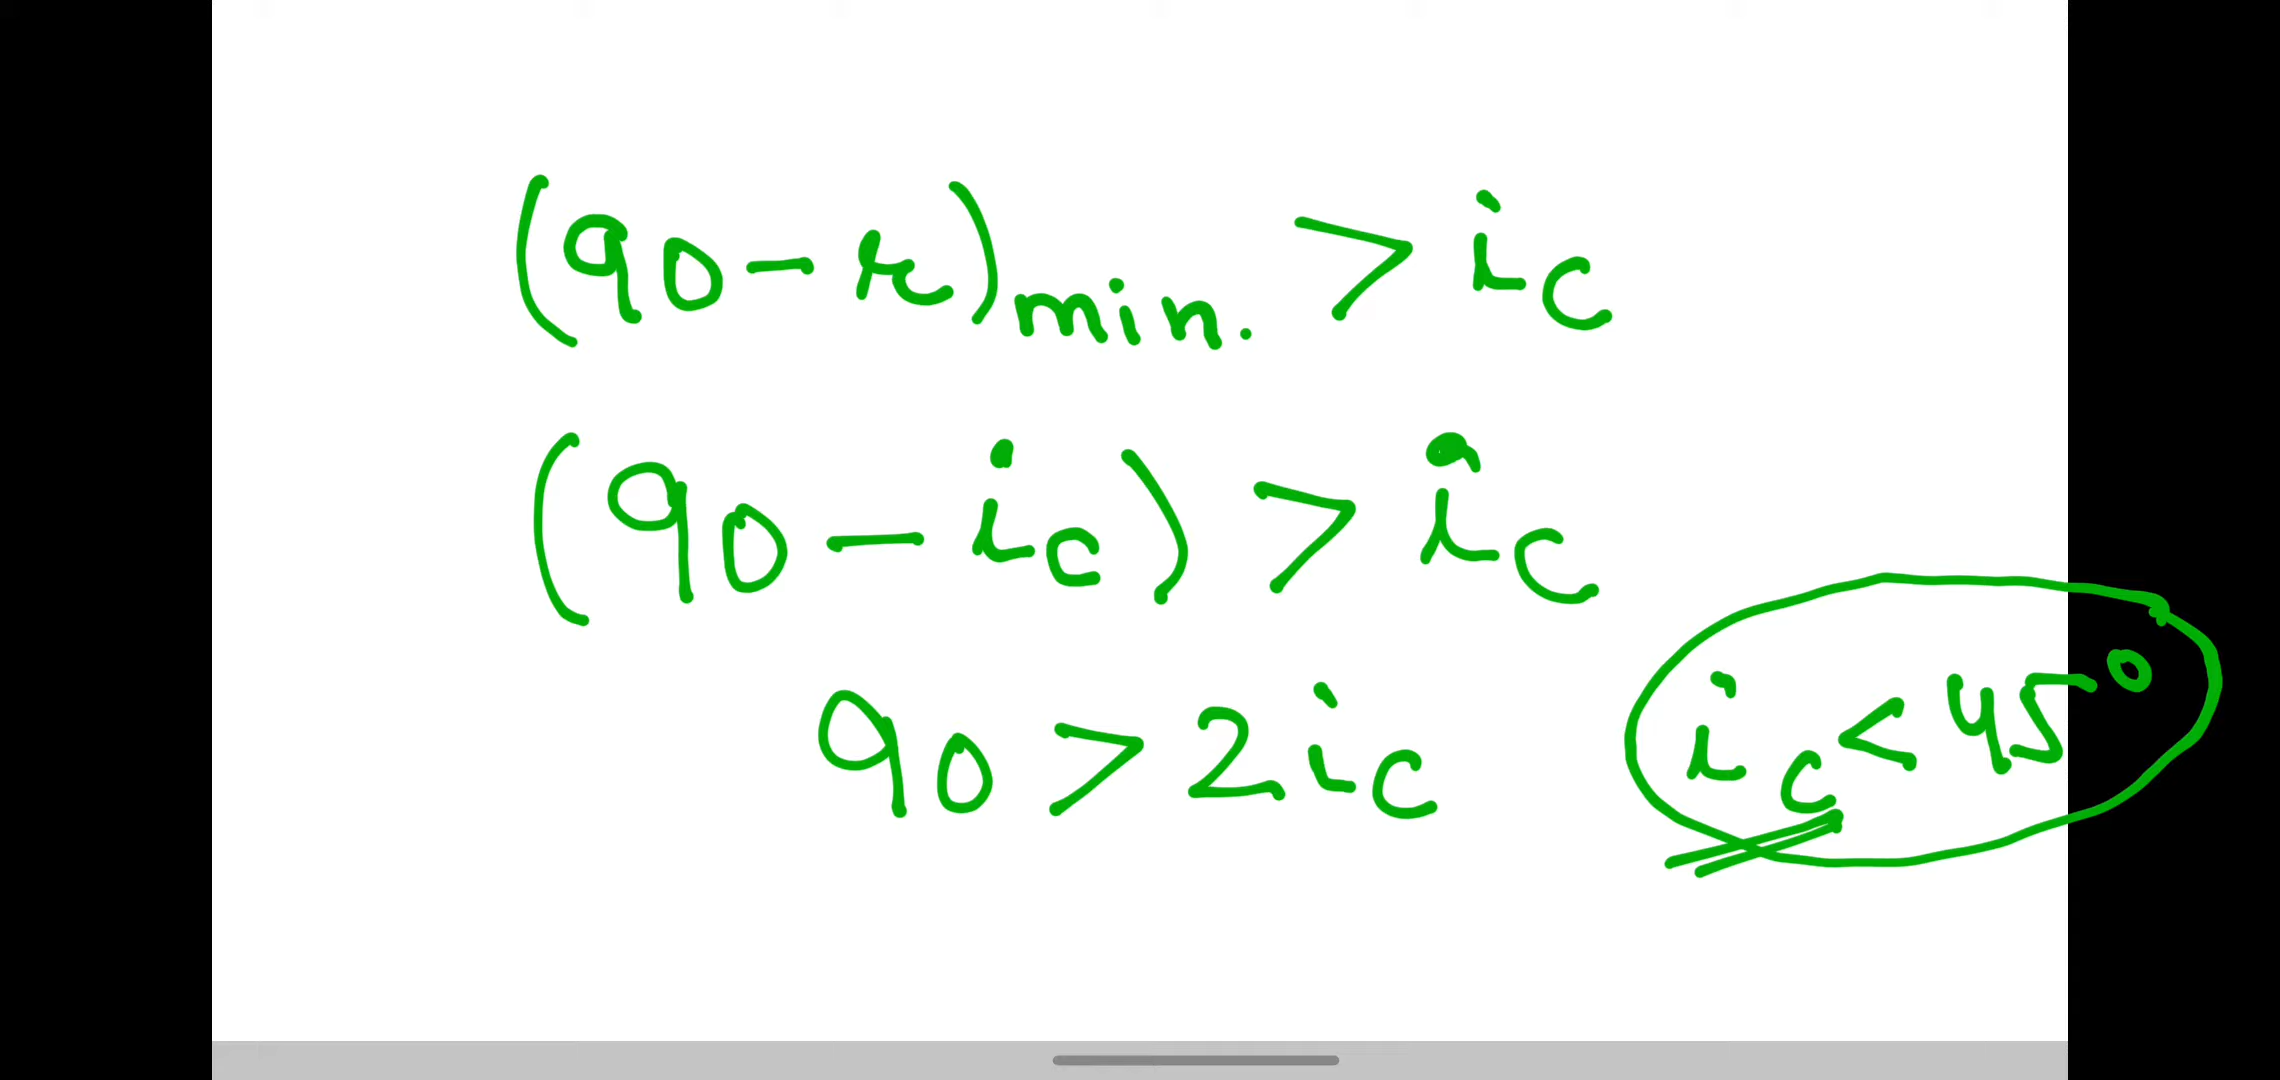 (90-r)min. > ic
(90-ic) > ic
90 > 2ic
ic < 45°